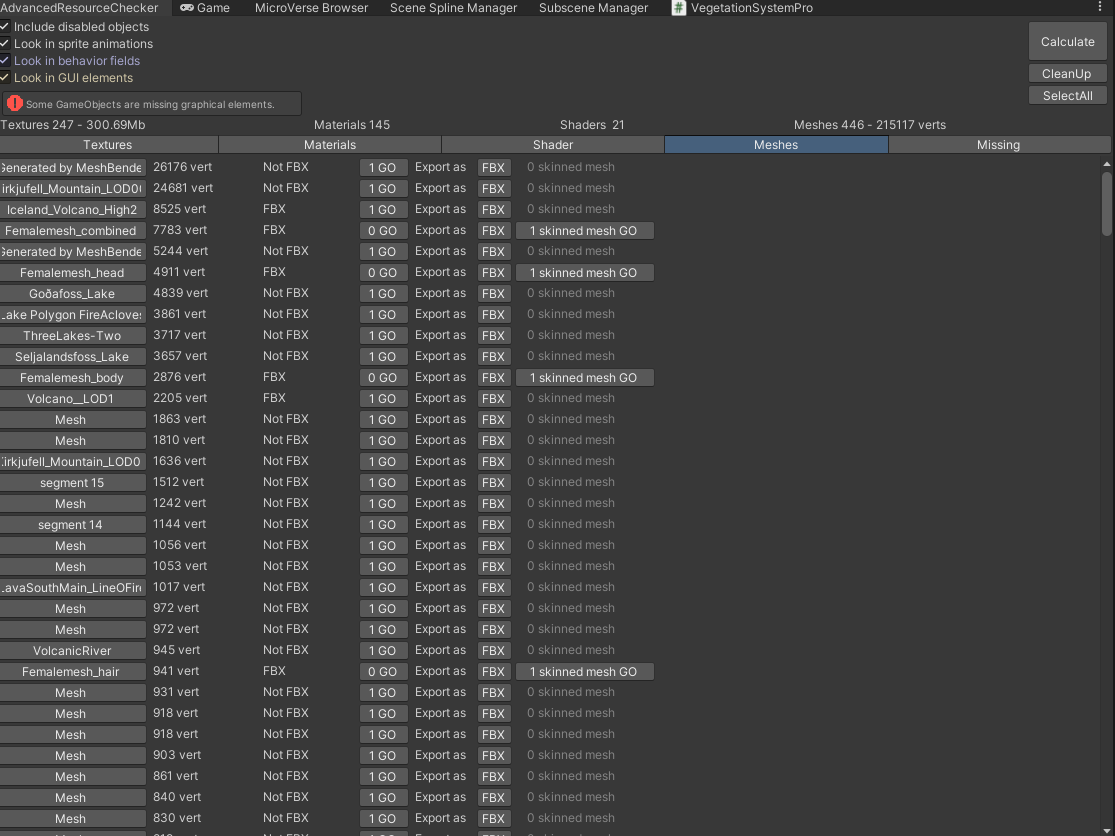 AdvancedResourceChecker Game MicroVerse Browser Scene Spline Manager Subscene Manager # VegetationSystemPro
Include disabled objects
Look in sprite animations
Look in behavior fields
Look in GUI elements
Calculate
CleanUp
SelectAll
Some GameObjects are missing graphical elements.
Textures 247 - 300.69Mb Materials 145 Shaders 21 Meshes 446 - 215117 verts
Textures Materials Shader Meshes Missing
Generated by MeshBende 26176 vert Not FBX 1 GO Export as FBX 0 skinned mesh
irkjufell_Mountain_LOD0 24681 vert Not FBX 1 GO Export as FBX 0 skinned mesh
Iceland_Volcano_High2 8525 vert FBX 1 GO Export as FBX 0 skinned mesh
Femalemesh_combined 7783 vert FBX 0 GO Export as FBX 1 skinned mesh GO
Generated by MeshBende 5244 vert Not FBX 1 GO Export as FBX 0 skinned mesh
Femalemesh_head 4911 vert FBX 0 GO Export as FBX 1 skinned mesh GO
Goðafoss_Lake 4839 vert Not FBX 1 GO Export as FBX 0 skinned mesh
Lake Polygon FireAcloves 3861 vert Not FBX 1 GO Export as FBX 0 skinned mesh
ThreeLakes-Two 3717 vert Not FBX 1 GO Export as FBX 0 skinned mesh
Seljalandsfoss_Lake 3657 vert Not FBX 1 GO Export as FBX 0 skinned mesh
Femalemesh_body 2876 vert FBX 0 GO Export as FBX 1 skinned mesh GO
Volcano__LOD1 2205 vert FBX 1 GO Export as FBX 0 skinned mesh
Mesh 1863 vert Not FBX 1 GO Export as FBX 0 skinned mesh
Mesh 1810 vert Not FBX 1 GO Export as FBX 0 skinned mesh
Kirkjufell_Mountain_LOD0 1636 vert Not FBX 1 GO Export as FBX 0 skinned mesh
segment 15 1512 vert Not FBX 1 GO Export as FBX 0 skinned mesh
Mesh 1242 vert Not FBX 1 GO Export as FBX 0 skinned mesh
segment 14 1144 vert Not FBX 1 GO Export as FBX 0 skinned mesh
Mesh 1056 vert Not FBX 1 GO Export as FBX 0 skinned mesh
Mesh 1053 vert Not FBX 1 GO Export as FBX 0 skinned mesh
LavaSouthMain_LineOFire 1017 vert Not FBX 1 GO Export as FBX 0 skinned mesh
Mesh 972 vert Not FBX 1 GO Export as FBX 0 skinned mesh
Mesh 972 vert Not FBX 1 GO Export as FBX 0 skinned mesh
VolcanicRiver 945 vert Not FBX 1 GO Export as FBX 0 skinned mesh
Femalemesh_hair 941 vert FBX 0 GO Export as FBX 1 skinned mesh GO
Mesh 931 vert Not FBX 1 GO Export as FBX 0 skinned mesh
Mesh 918 vert Not FBX 1 GO Export as FBX 0 skinned mesh
Mesh 918 vert Not FBX 1 GO Export as FBX 0 skinned mesh
Mesh 903 vert Not FBX 1 GO Export as FBX 0 skinned mesh
Mesh 861 vert Not FBX 1 GO Export as FBX 0 skinned mesh
Mesh 840 vert Not FBX 1 GO Export as FBX 0 skinned mesh
Mesh 830 vert Not FBX 1 GO Export as FBX 0 skinned mesh